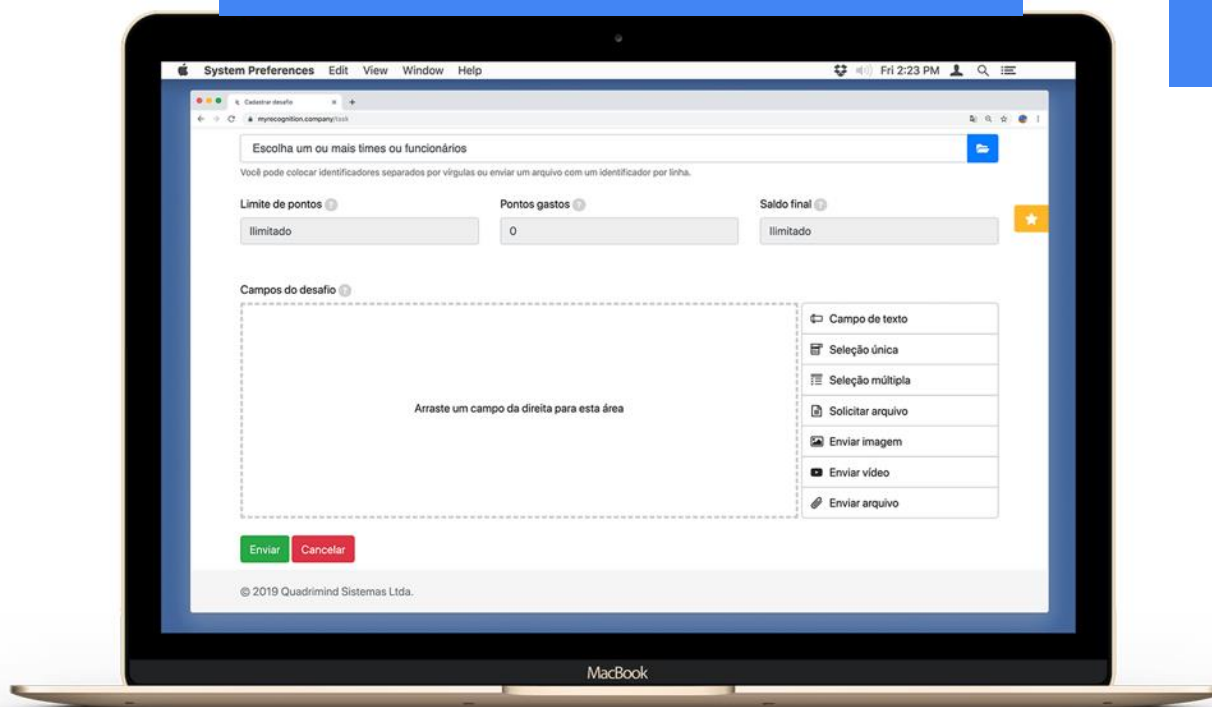 System Preferences Edit View Window Help Fri 2:23 PM
Cadastrar desafio
myrecognition.company/task
Escolha um ou mais times ou funcionários
Você pode colocar identificadores separados por vírgulas ou enviar um arquivo com um identificador por linha.
Limite de pontos ? Pontos gastos ? Saldo final ?
Ilimitado 0 Ilimitado
Campos do desafio ?
Arraste um campo da direita para esta área
Campo de texto
Seleção única
Seleção múltipla
Solicitar arquivo
Enviar imagem
Enviar vídeo
Enviar arquivo
Enviar Cancelar
© 2019 Quadrimind Sistemas Ltda.
MacBook